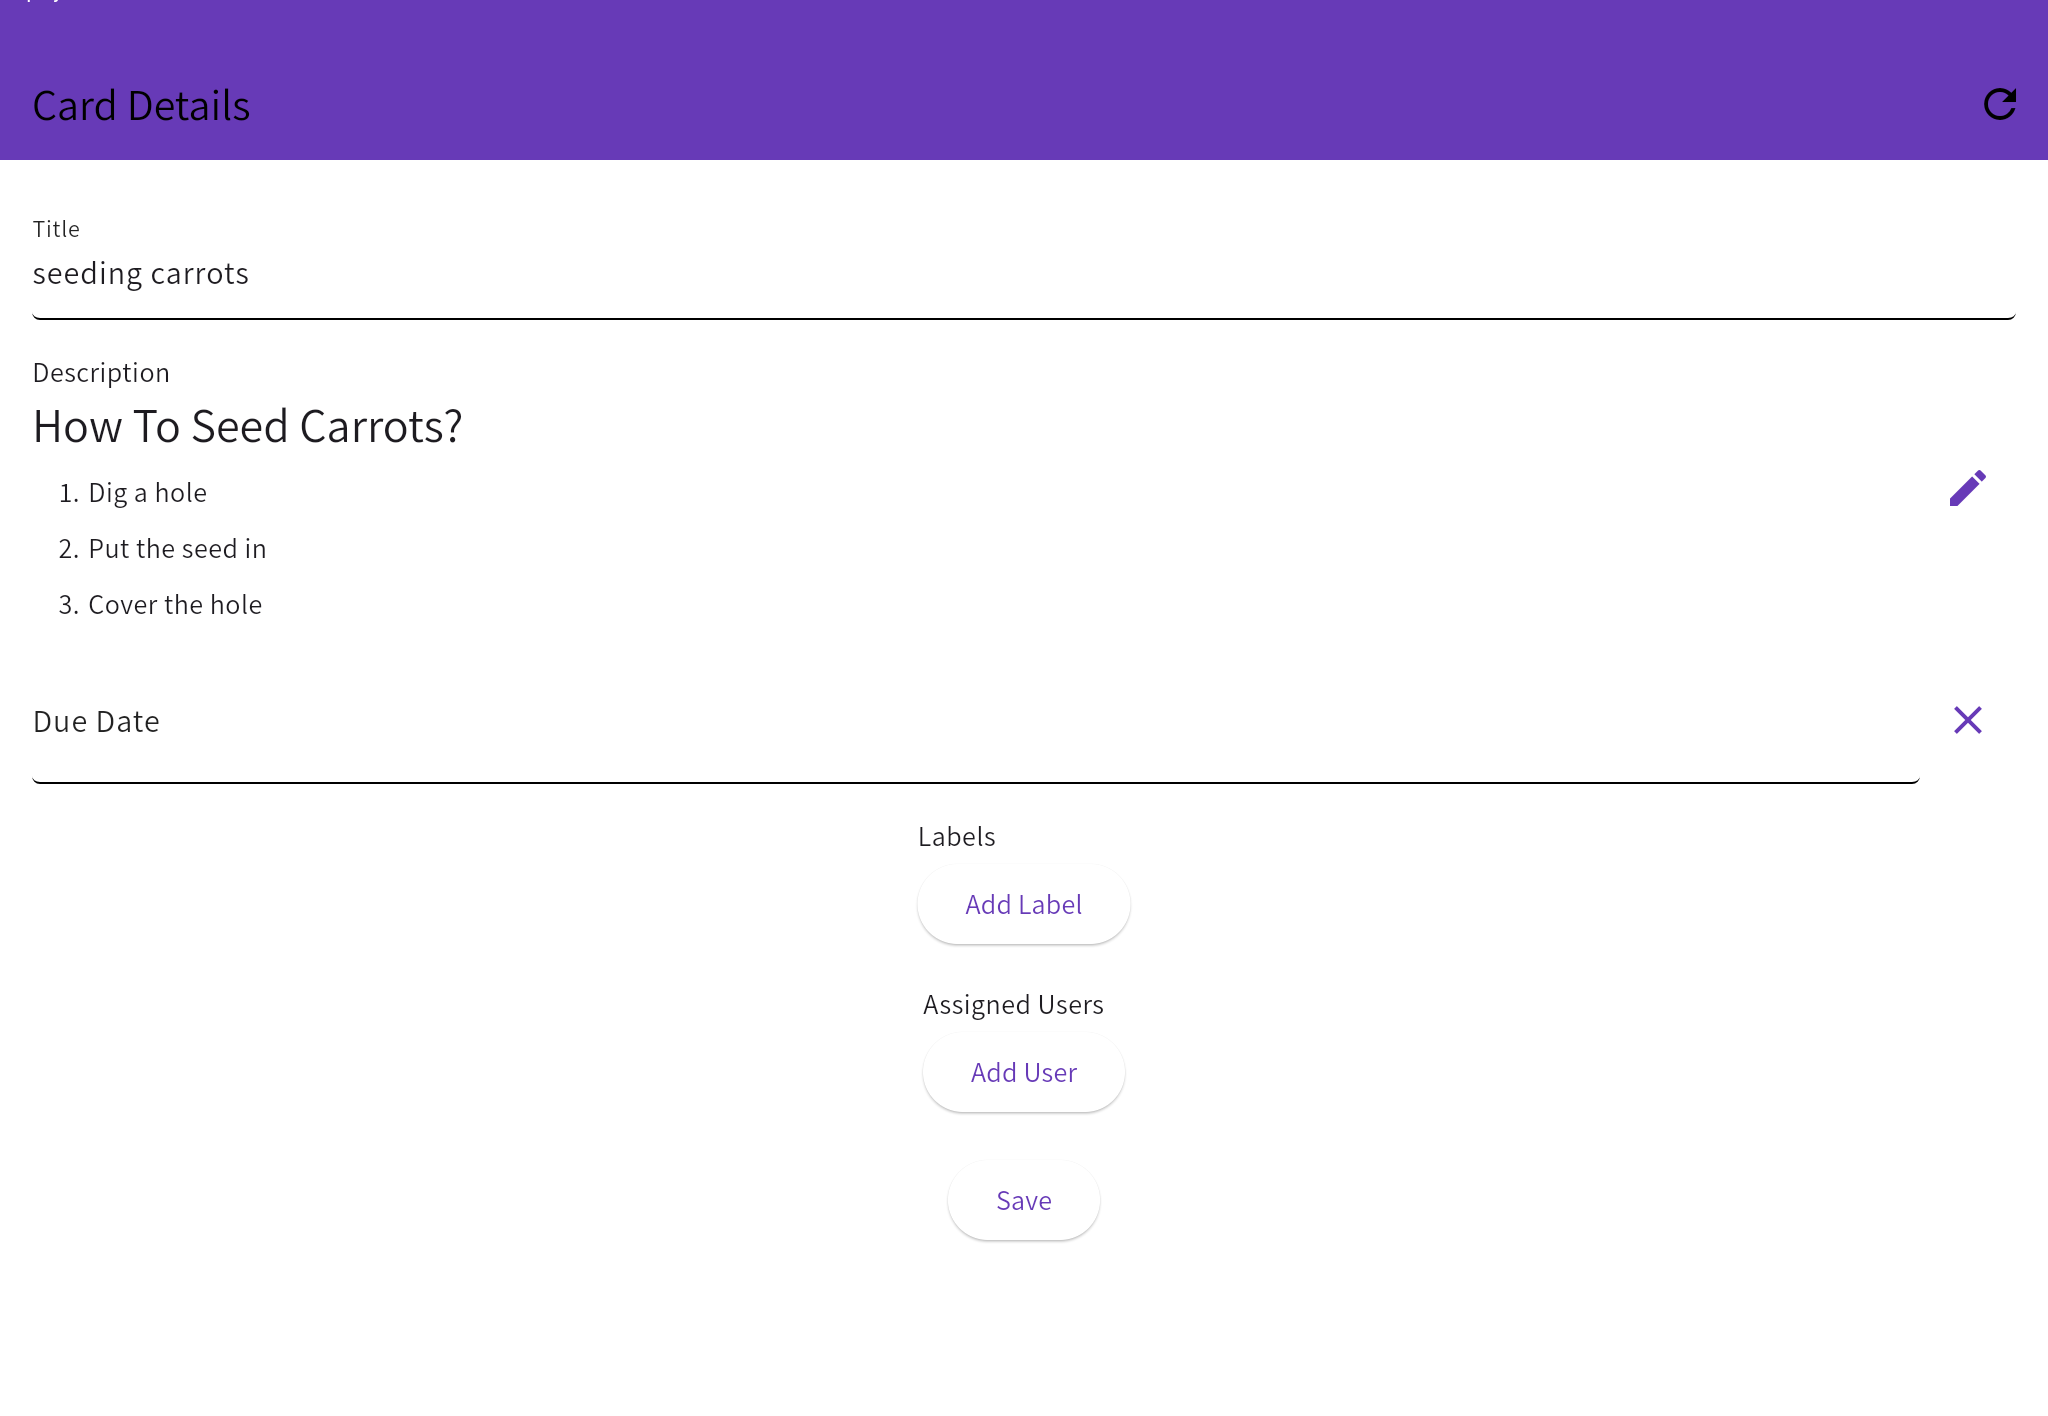 Card Details
Title
seeding carrots
Description
How To Seed Carrots?
1. Dig a hole
2. Put the seed in
3. Cover the hole
Due Date
Labels
Add Label
Assigned Users
Add User
Save